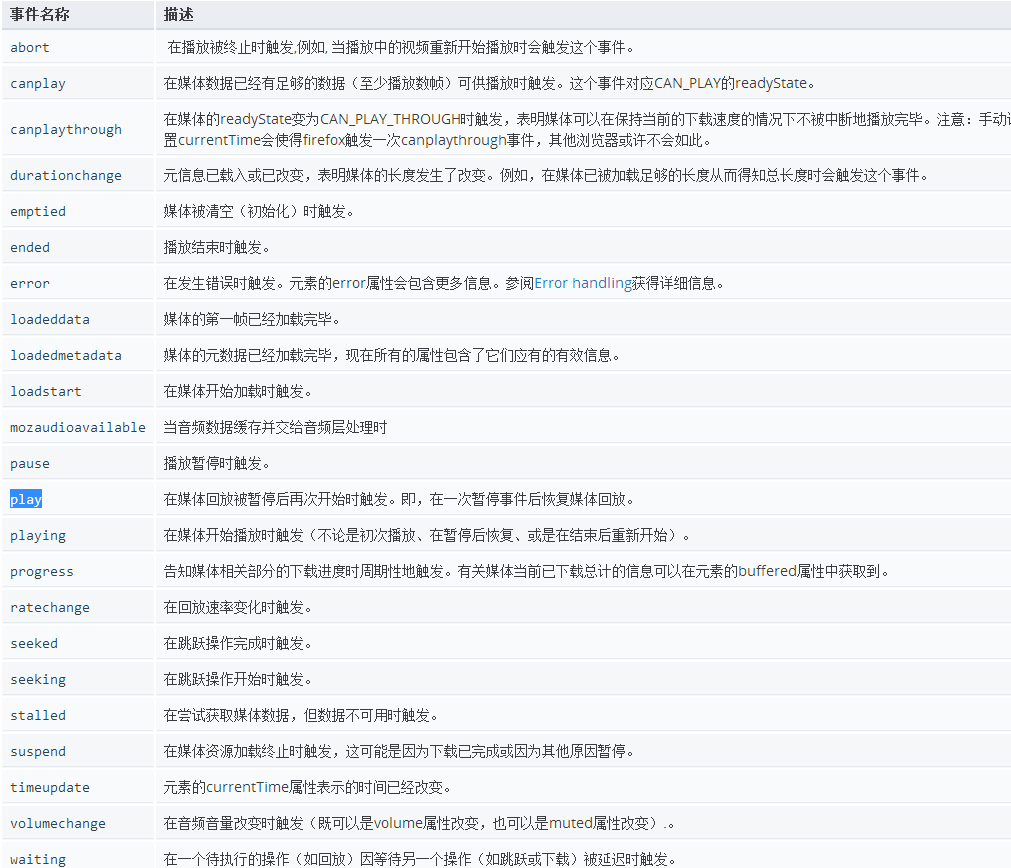 事件名称 描述
abort 在播放被终止时触发,例如, 当播放中的视频重新开始播放时会触发这个事件。
canplay 在媒体数据已经有足够的数据（至少播放数帧）可供播放时触发。这个事件对应CAN_PLAY的readyState。
canplaythrough 在媒体的readyState变为CAN_PLAY_THROUGH时触发，表明媒体可以在保持当前的下载速度的情况下不被中断地播放完毕。注意：手动
置currentTime会使得firefox触发一次canplaythrough事件，其他浏览器或许不会如此。
durationchange 元信息已载入或已改变，表明媒体的长度发生了改变。例如，在媒体已被加载足够的长度从而得知总长度时会触发这个事件。
emptied 媒体被清空（初始化）时触发。
ended 播放结束时触发。
error 在发生错误时触发。元素的error属性会包含更多信息。参阅Error handling获得详细信息。
loadeddata 媒体的第一帧已经加载完毕。
loadedmetadata 媒体的元数据已经加载完毕，现在所有的属性包含了它们应有的有效信息。
loadstart 在媒体开始加载时触发。
mozaudioavailable 当音频数据缓存并交给音频层处理时
pause 播放暂停时触发。
play 在媒体回放被暂停后再次开始时触发。即，在一次暂停事件后恢复媒体回放。
playing 在媒体开始播放时触发（不论是初次播放、在暂停后恢复、或是在结束后重新开始）。
progress 告知媒体相关部分的下载进度时周期性地触发。有关媒体当前已下载总计的信息可以在元素的buffered属性中获取到。
ratechange 在回放速率变化时触发。
seeked 在跳跃操作完成时触发。
seeking 在跳跃操作开始时触发。
stalled 在尝试获取媒体数据，但数据不可用时触发。
suspend 在媒体资源加载终止时触发，这可能是因为下载已完成或因为其他原因暂停。
timeupdate 元素的currentTime属性表示的时间已经改变。
volumechange 在音频音量改变时触发（既可以是volume属性改变，也可以是muted属性改变）.。
waiting 在一个待执行的操作（如回放）因等待另一个操作（如跳跃或下载）被延迟时触发。